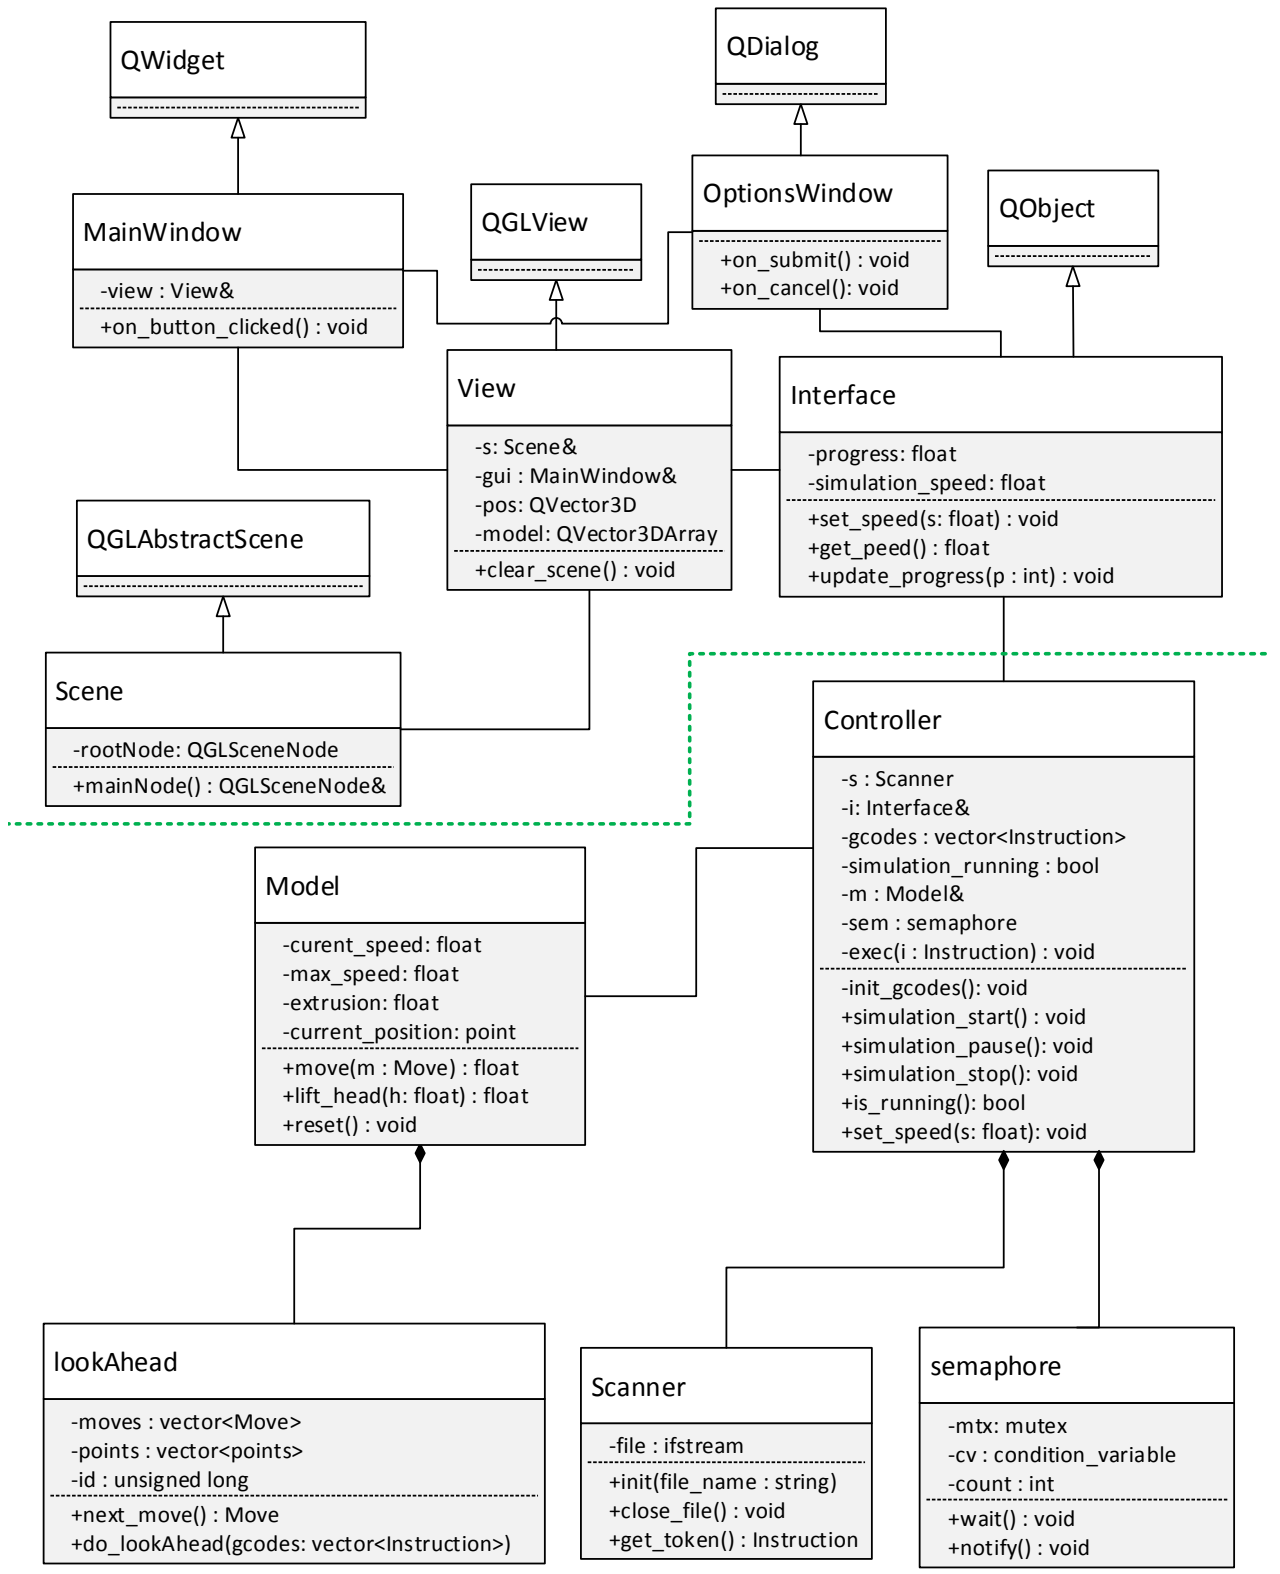 QWidget
QDialog
MainWindow
-view : View&
+on_button_clicked() : void
QGLView
OptionsWindow
+on_submit() : void
+on_cancel(): void
QObject
View
-s: Scene&
-gui : MainWindow&
-pos: QVector3D
-model: QVector3DArray
+clear_scene() : void
Interface
-progress: float
-simulation_speed: float
+set_speed(s: float) : void
+get_peed() : float
+update_progress(p : int) : void
QGLAbstractScene
Scene
-rootNode: QGLSceneNode
+mainNode() : QGLSceneNode&
Controller
-s : Scanner
-i: Interface&
-gcodes : vector<Instruction>
-simulation_running : bool
-m : Model&
-sem : semaphore
-exec(i : Instruction) : void
-init_gcodes(): void
+simulation_start() : void
+simulation_pause(): void
+simulation_stop(): void
+is_running(): bool
+set_speed(s: float): void
Model
-curent_speed: float
-max_speed: float
-extrusion: float
-current_position: point
+move(m : Move) : float
+lift_head(h: float) : float
+reset() : void
lookAhead
-moves : vector<Move>
-points : vector<points>
-id : unsigned long
+next_move() : Move
+do_lookAhead(gcodes: vector<Instruction>)
Scanner
-file : ifstream
+init(file_name : string)
+close_file() : void
+get_token() : Instruction
semaphore
-mtx: mutex
-cv : condition_variable
-count : int
+wait() : void
+notify() : void